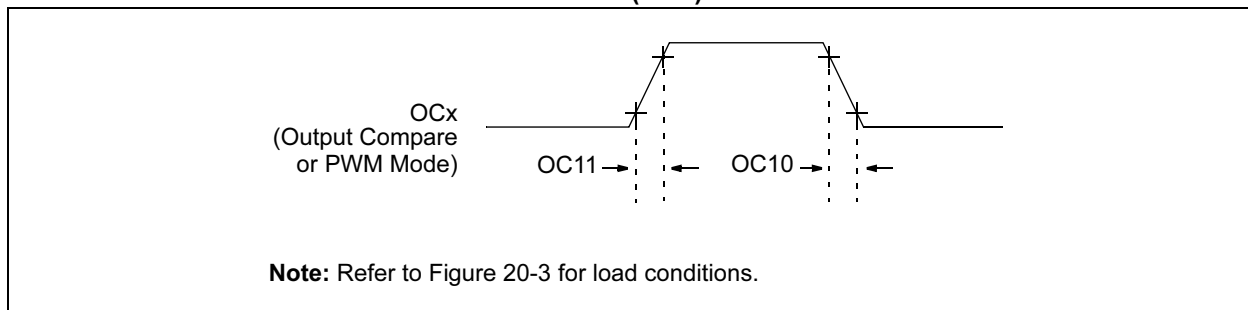 OCx
(Output Compare
or PWM Mode)
OC11
OC10
Note: Refer to Figure 20-3 for load conditions.